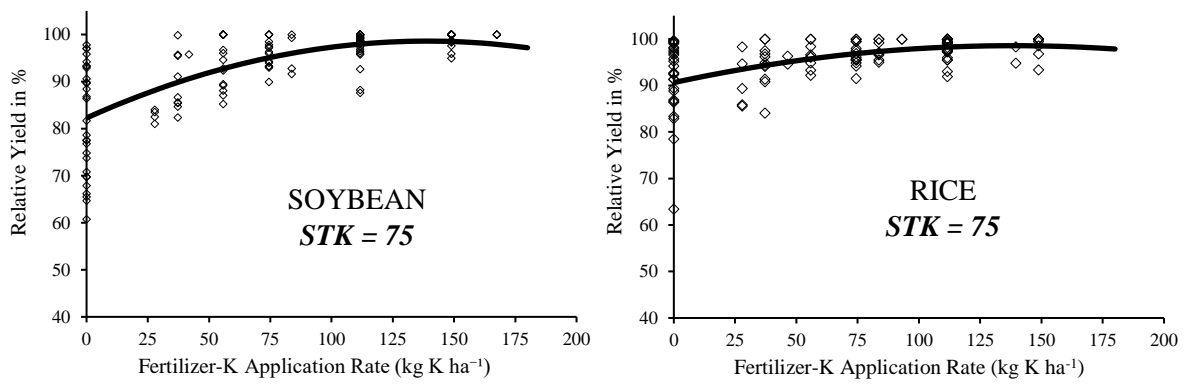 Relative Yield in %
100
90
80
70
60
50
40
SOYBEAN
STK = 75
0 25 50 75 100 125 150 175 200
Fertilizer-K Application Rate (kg K ha⁻¹)
Relative Yield in %
100
90
80
70
60
50
40
RICE
STK = 75
0 25 50 75 100 125 150 175 200
Fertilizer-K Application Rate (kg K ha⁻¹)